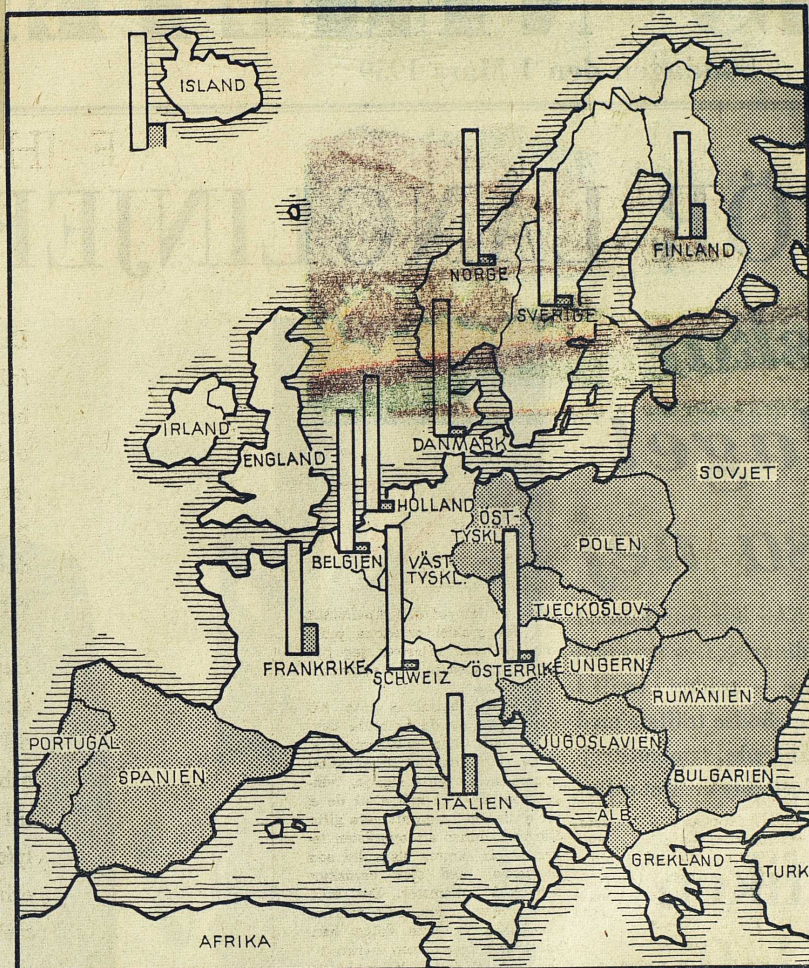 ISLAND
FINLAND
NORGE
SVERIGE
IRLAND
ENGLAND
DANMARK
SOVJET
HOLLAND
ÖST-
TYSKL.
POLEN
BELGIEN
VÄST-
TYSKL.
TJECKOSLOV.
FRANKRIKE
SCHWEIZ
ÖSTERRIKE
UNGERN
RUMÄNIEN
PORTUGAL
SPANIEN
JUGOSLAVIEN
BULGARIEN
ITALIEN
ALB.
GREKLAND
TURK
AFRIKA